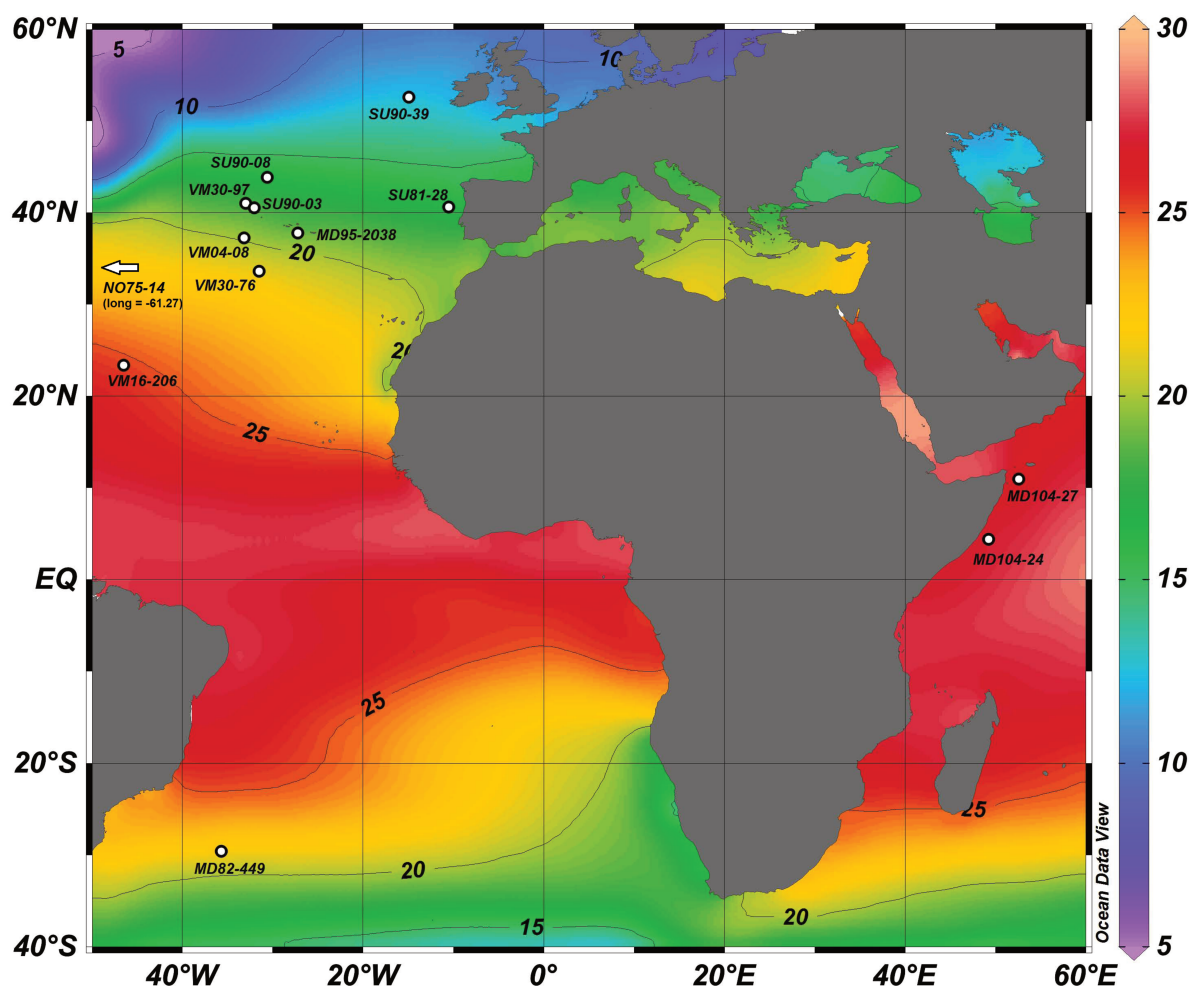 60°N
40°N
20°N
EQ
20°S
40°S
5
10
10
SU90-39
SU90-08
VM30-97
SU90-03
SU81-28
MD95-2038
VM04-08
20
VM30-76
NO75-14
(long = -61.27)
20
VM16-206
25
MD104-27
MD104-24
25
25
MD82-449
20
20
15
40°W
20°W
0°
20°E
40°E
60°E
Ocean Data View
30
25
20
15
10
5